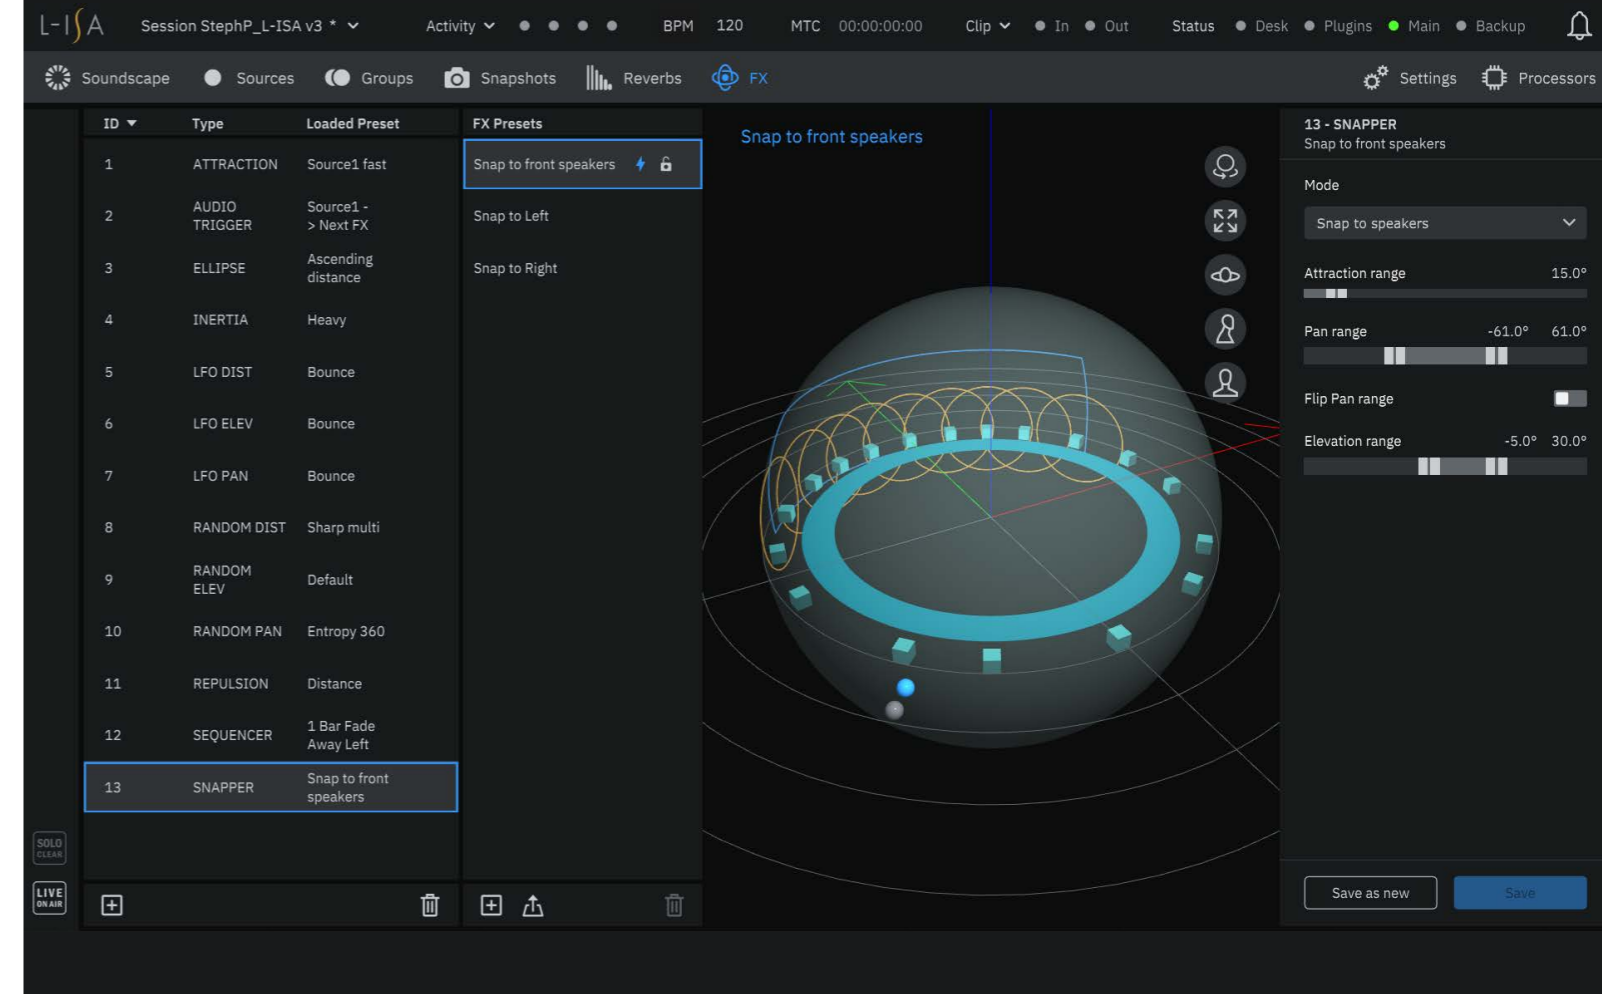 L-ISA Session StephP_L-ISA v3 * Activity BPM 120 MTC 00:00:00:00 Clip In Out Status Desk Plugins Main Backup
Soundscape Sources Groups Snapshots Reverbs FX Settings Processors
ID Type Loaded Preset
1 ATTRACTION Source1 fast
2 AUDIO TRIGGER Source1 -> Next FX
3 ELLIPSE Ascending distance
4 INERTIA Heavy
5 LFO DIST Bounce
6 LFO ELEV Bounce
7 LFO PAN Bounce
8 RANDOM DIST Sharp multi
9 RANDOM ELEV Default
10 RANDOM PAN Entropy 360
11 REPULSION Distance
12 SEQUENCER 1 Bar Fade Away Left
13 SNAPPER Snap to front speakers
SOLO
CLEAR
LIVE
ON AIR
FX Presets
Snap to front speakers
Snap to Left
Snap to Right
Snap to front speakers
13 - SNAPPER
Snap to front speakers
Mode
Snap to speakers
Attraction range 15.0°
Pan range -61.0° 61.0°
Flip Pan range
Elevation range -5.0° 30.0°
Save as new Save